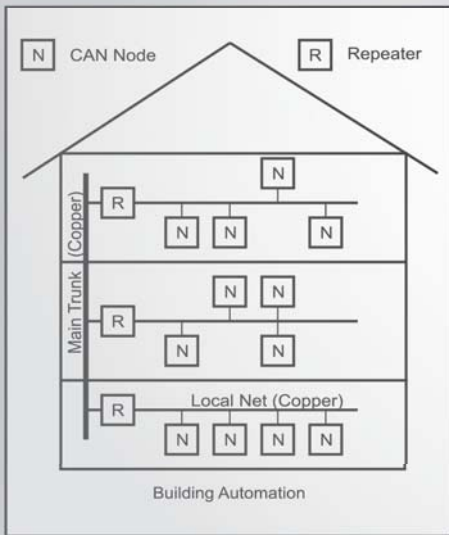 N CAN Node R Repeater
N
R
N N N
Main Trunk (Copper)
N N
R
N N
Local Net (Copper)
R
N N N N
Building Automation